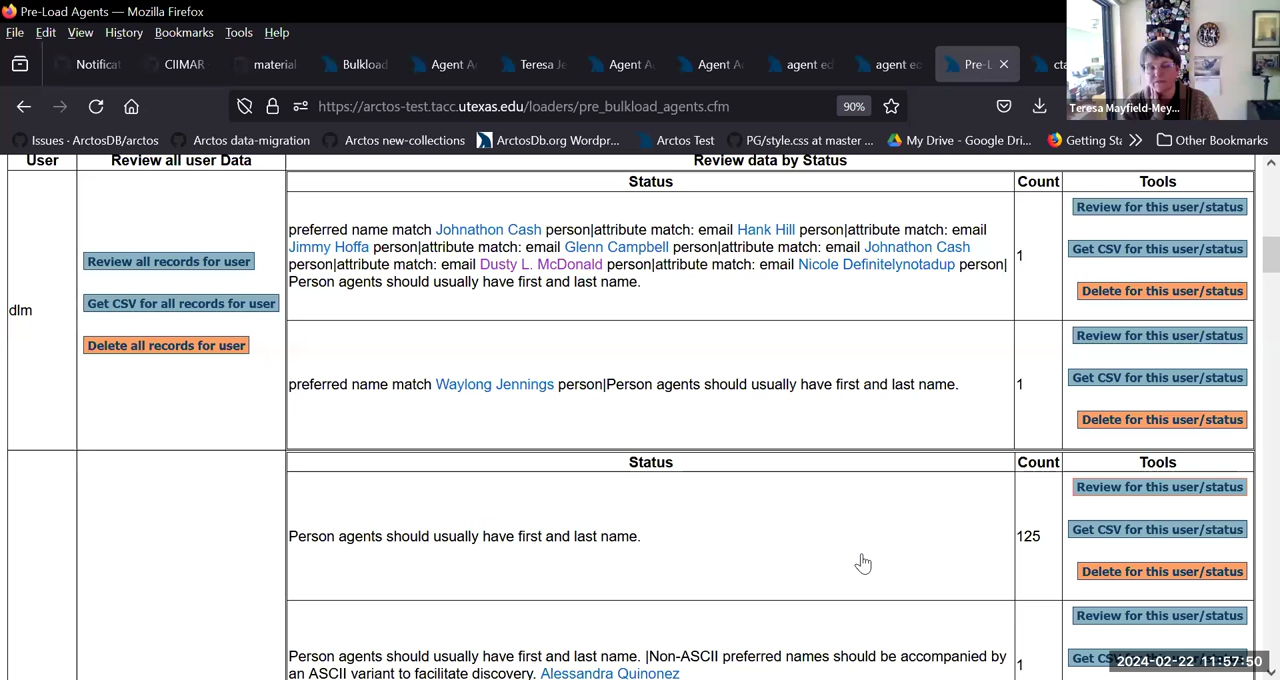 Pre-Load Agents — Mozilla Firefox
File Edit View History Bookmarks Tools Help
Notificat CIIMAR material Bulkload Agent A Teresa Je Agent A Agent A agent ed agent ed Pre-L cta
https://arctos-test.tacc.utexas.edu/loaders/pre_bulkload_agents.cfm 90%
Teresa Mayfield-Mey...
Issues · ArctosDB/arctos Arctos data-migration Arctos new-collections ArctosDb.org Wordpr... Arctos Test PG/style.css at master ... My Drive - Google Dri... Getting Sta Other Bookmarks
User Review all user Data Review data by Status
Status Count Tools
Review for this user/status
preferred name match Johnathon Cash person|attribute match: email Hank Hill person|attribute match: email
Jimmy Hoffa person|attribute match: email Glenn Campbell person|attribute match: email Johnathon Cash
Get CSV for this user/status
person|attribute match: email Dusty L. McDonald person|attribute match: email Nicole Definitelynotadup person|
1
Review all records for user
Person agents should usually have first and last name.
Delete for this user/status
Get CSV for all records for user
dlm
Review for this user/status
Delete all records for user
Get CSV for this user/status
preferred name match Waylong Jennings person|Person agents should usually have first and last name. 1
Delete for this user/status
Status Count Tools
Review for this user/status
Get CSV for this user/status
Person agents should usually have first and last name. 125
Delete for this user/status
Review for this user/status
Person agents should usually have first and last name. |Non-ASCII preferred names should be accompanied by 1
Get CS
2024-02-22 11:57:50
an ASCII variant to facilitate discovery. Alessandra Quinonez